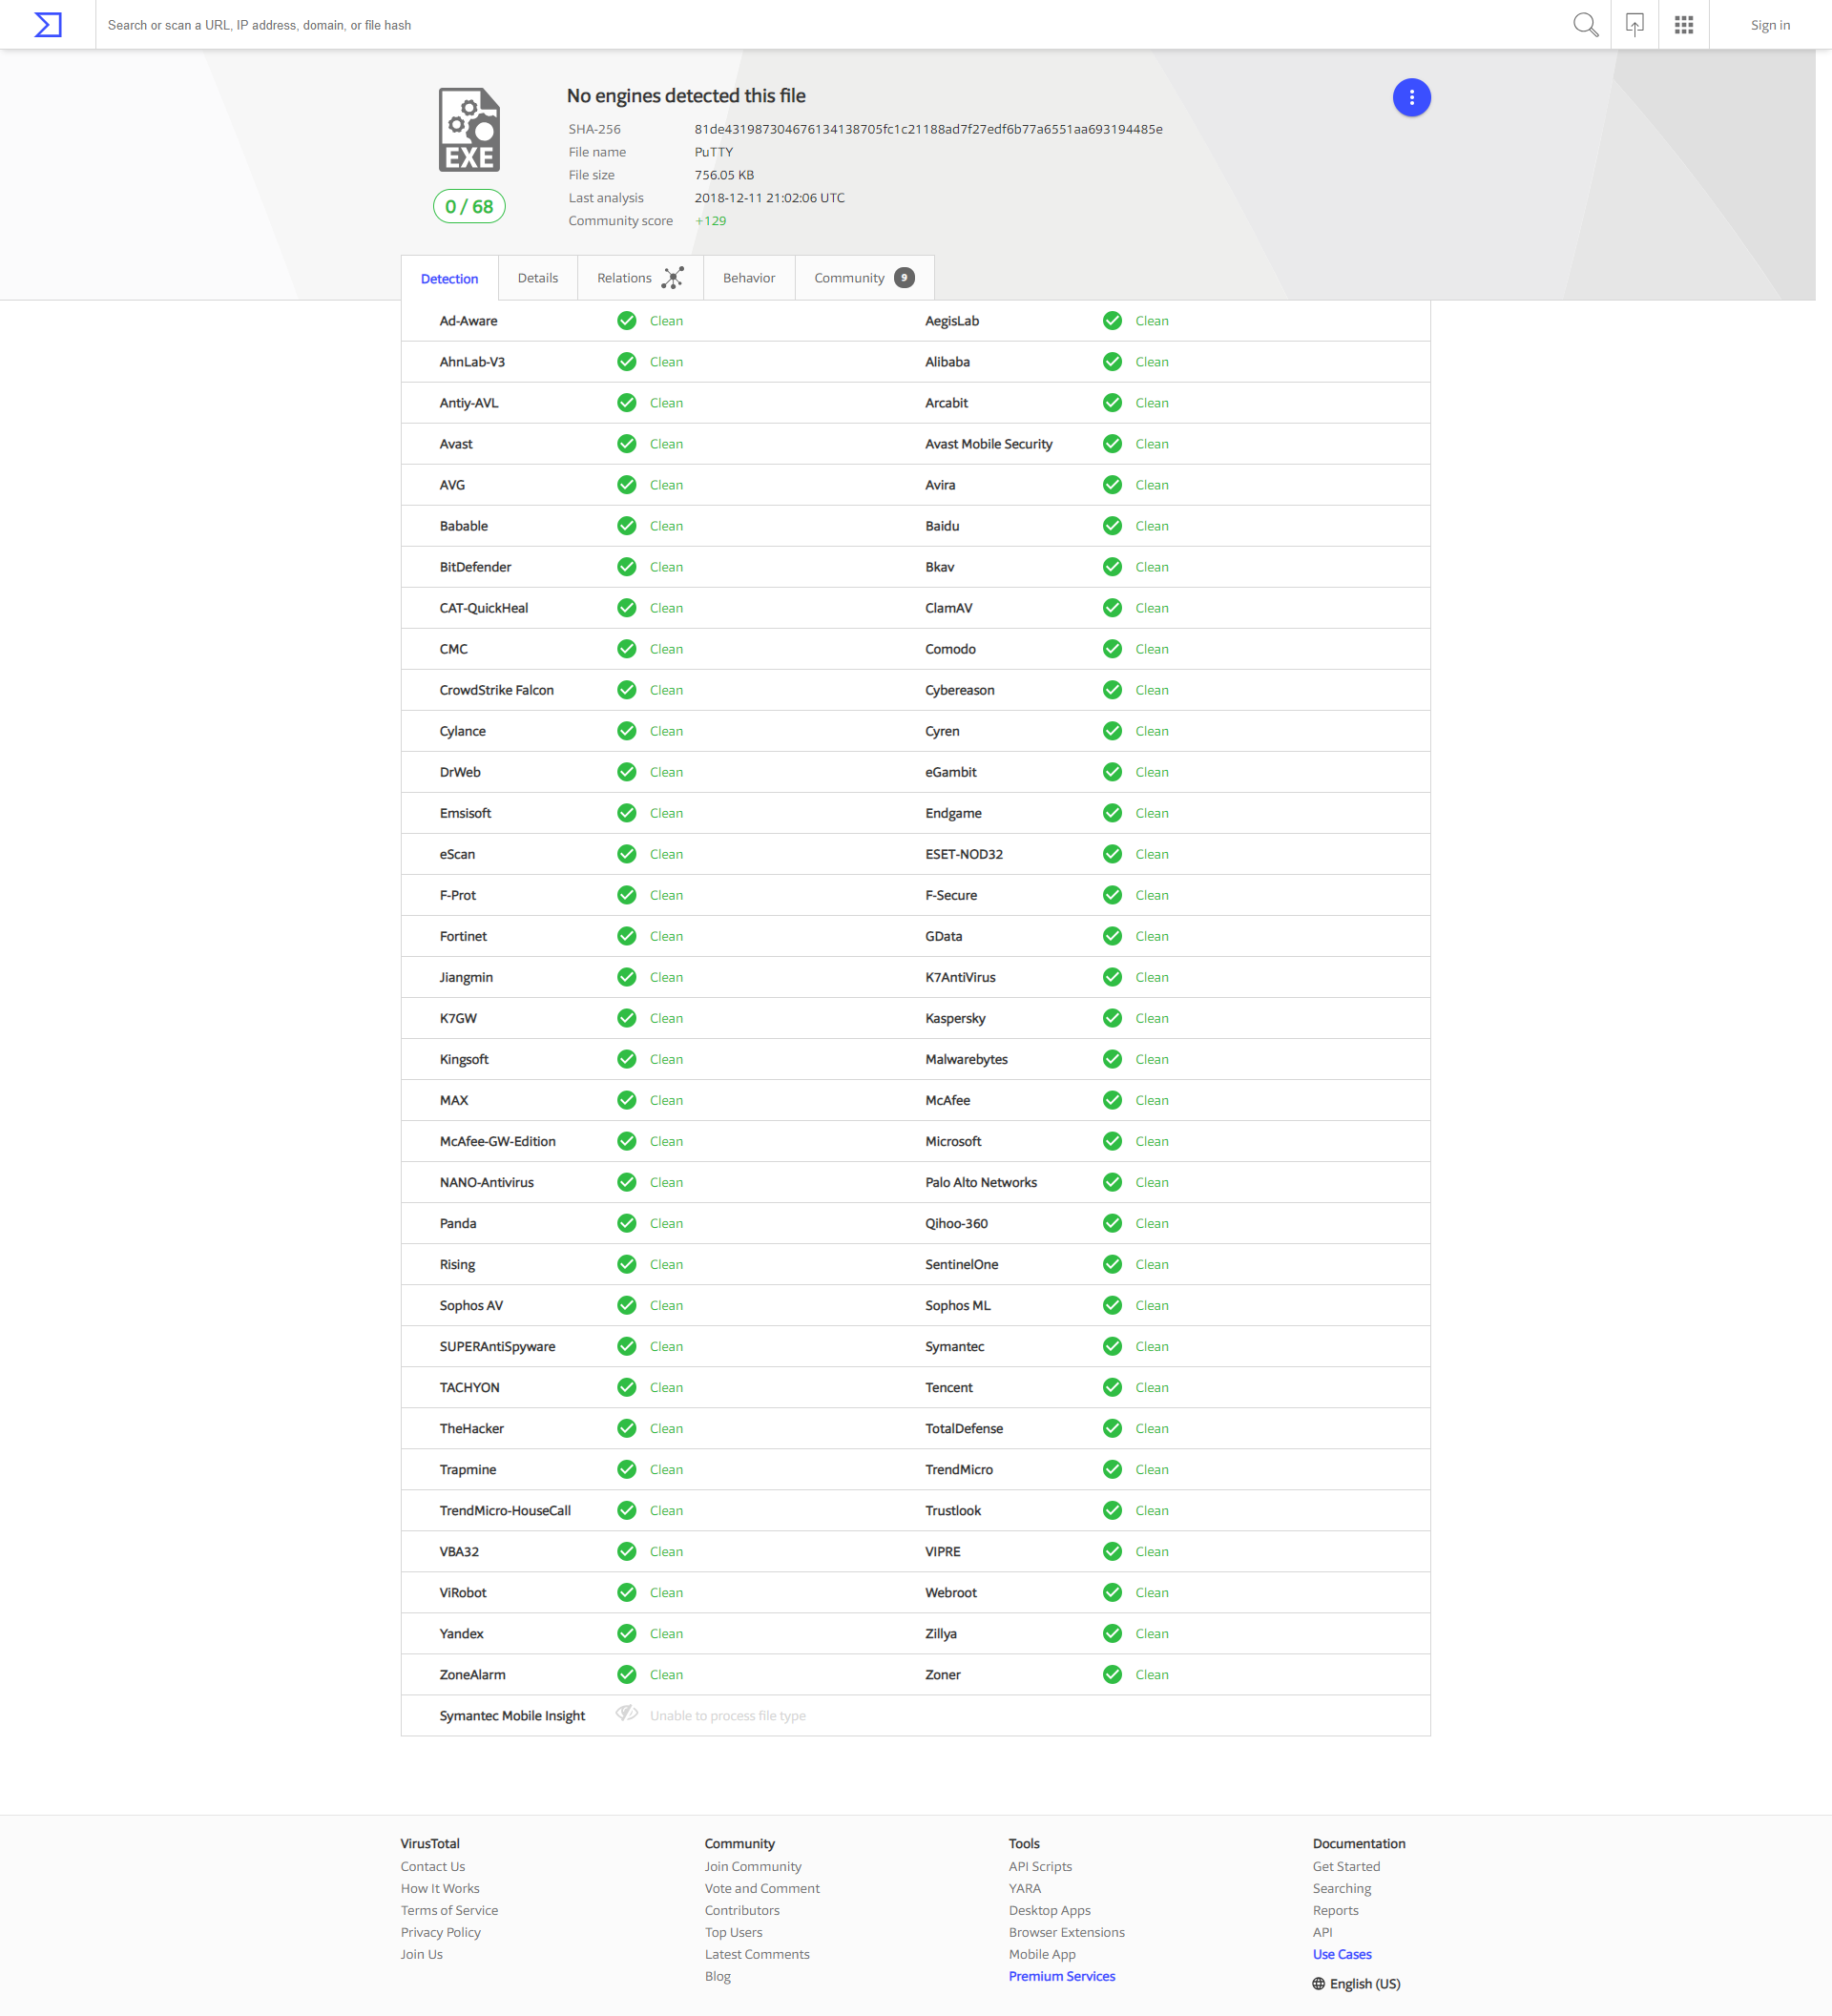 Search or scan a URL, IP address, domain, or file hash
Sign in
EXE
0 / 68
No engines detected this file
SHA-256 81de431987304676134138705fc1c21188ad7f27edf6b77a6551aa693194485e
File name PuTTY
File size 756.05 KB
Last analysis 2018-12-11 21:02:06 UTC
Community score +129
Detection Details Relations Behavior Community 9
Ad-Aware Clean AegisLab Clean
AhnLab-V3 Clean Alibaba Clean
Antiy-AVL Clean Arcabit Clean
Avast Clean Avast Mobile Security Clean
AVG Clean Avira Clean
Babable Clean Baidu Clean
BitDefender Clean Bkav Clean
CAT-QuickHeal Clean ClamAV Clean
CMC Clean Comodo Clean
CrowdStrike Falcon Clean Cybereason Clean
Cylance Clean Cyren Clean
DrWeb Clean eGambit Clean
Emsisoft Clean Endgame Clean
eScan Clean ESET-NOD32 Clean
F-Prot Clean F-Secure Clean
Fortinet Clean GData Clean
Jiangmin Clean K7AntiVirus Clean
K7GW Clean Kaspersky Clean
Kingsoft Clean Malwarebytes Clean
MAX Clean McAfee Clean
McAfee-GW-Edition Clean Microsoft Clean
NANO-Antivirus Clean Palo Alto Networks Clean
Panda Clean Qihoo-360 Clean
Rising Clean SentinelOne Clean
Sophos AV Clean Sophos ML Clean
SUPERAntiSpyware Clean Symantec Clean
TACHYON Clean Tencent Clean
TheHacker Clean TotalDefense Clean
Trapmine Clean TrendMicro Clean
TrendMicro-HouseCall Clean Trustlook Clean
VBA32 Clean VIPRE Clean
ViRobot Clean Webroot Clean
Yandex Clean Zillya Clean
ZoneAlarm Clean Zoner Clean
Symantec Mobile Insight Unable to process file type
VirusTotal
Contact Us
How It Works
Terms of Service
Privacy Policy
Join Us
Community
Join Community
Vote and Comment
Contributors
Top Users
Latest Comments
Blog
Tools
API Scripts
YARA
Desktop Apps
Browser Extensions
Mobile App
Premium Services
Documentation
Get Started
Searching
Reports
API
Use Cases
English (US)